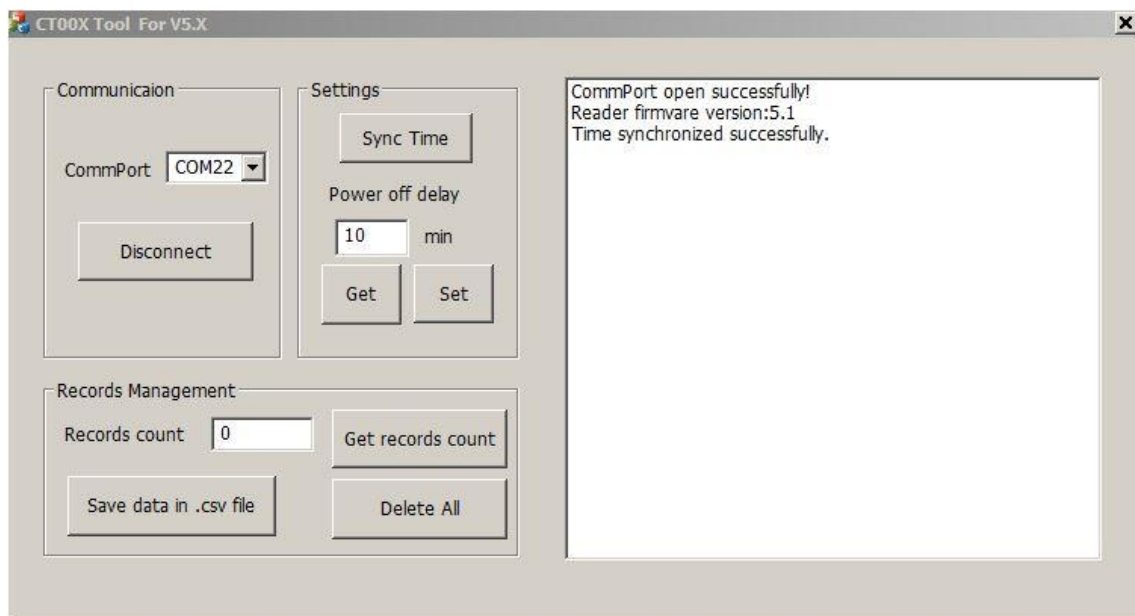 CT00X Tool For V5.X
Communicaion
CommPort COM22
Disconnect
Settings
Sync Time
Power off delay
10 min
Get Set
Records Management
Records count 0 Get records count
Save data in .csv file Delete All
CommPort open successfully!
Reader firmvare version:5.1
Time synchronized successfully.